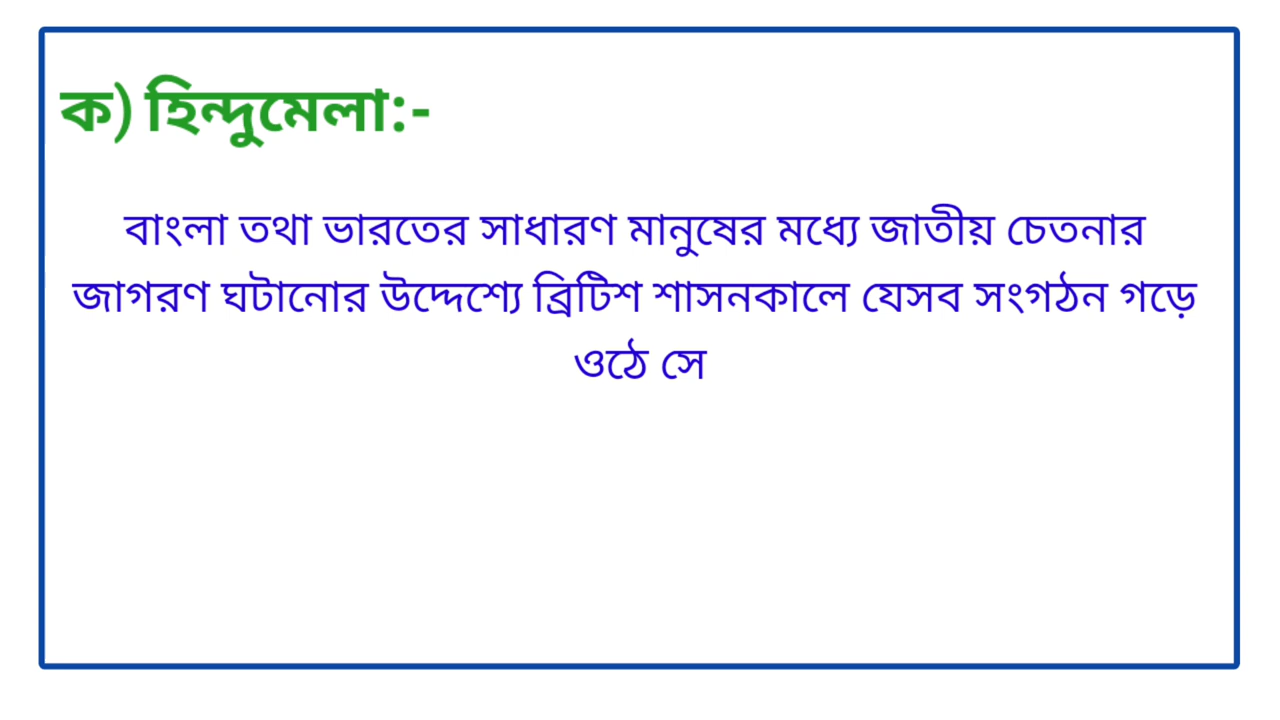 ক) হিন্দুমেলা:-
বাংলা তথা ভারতের সাধারণ মানুষের মধ্যে জাতীয় চেতনার
জাগরণ ঘটানোর উদ্দেশ্যে ব্রিটিশ শাসনকালে যেসব সংগঠন গড়ে
ওঠে সে